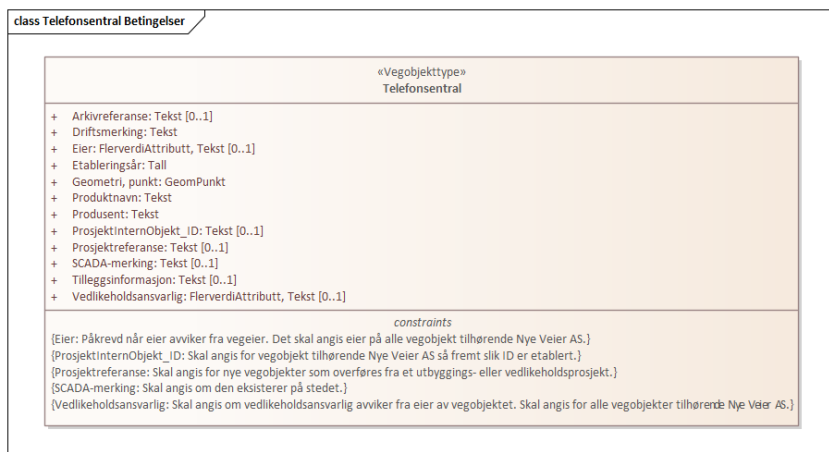 class Telefonsentral Betingelser
«Vegobjekttype»
Telefonsentral
+ Arkivreferanse: Tekst [0..1]
+ Driftsmerking: Tekst
+ Eier: FlerverdiAttributt, Tekst [0..1]
+ Etableringsår: Tall
+ Geometri, punkt: GeomPunkt
+ Produktnavn: Tekst
+ Produsent: Tekst
+ ProsjektInternObjekt_ID: Tekst [0..1]
+ Prosjektreferanse: Tekst [0..1]
+ SCADA-merking: Tekst [0..1]
+ Tilleggsinformasjon: Tekst [0..1]
+ Vedlikeholdsansvarlig: FlerverdiAttributt, Tekst [0..1]
constraints
{Eier: Påkrevd når eier avviker fra vegeier. Det skal angis eier på alle vegobjekt tilhørende Nye Veier AS.}
{ProsjektInternObjekt_ID: Skal angis for vegobjekt tilhørende Nye Veier AS så fremt slik ID er etablert.}
{Prosjektreferanse: Skal angis for nye vegobjekter som overføres fra et utbyggings- eller vedlikeholdsprosjekt.}
{SCADA-merking: Skal angis om den eksisterer på stedet.}
{Vedlikeholdsansvarlig: Skal angis om vedlikeholdsansvarlig avviker fra eier av vegobjektet. Skal angis for alle vegobjekter tilhørende Nye Veier AS.}